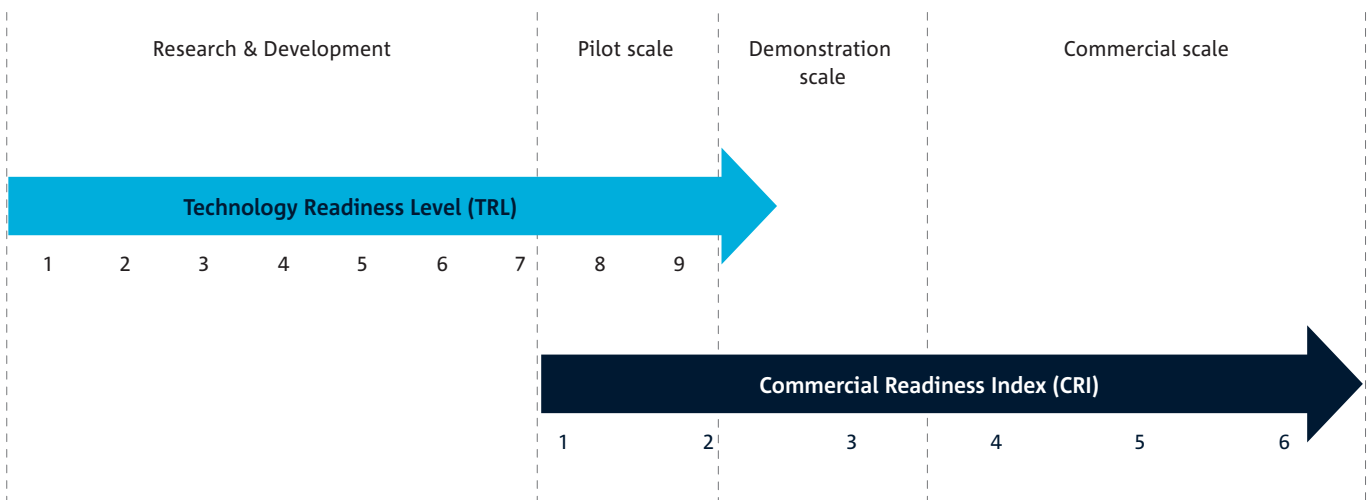 Research & Development
Pilot scale
Demonstration
scale
Commercial scale
Technology Readiness Level (TRL)
1 2 3 4 5 6 7 8 9
Commercial Readiness Index (CRI)
1 2 3 4 5 6